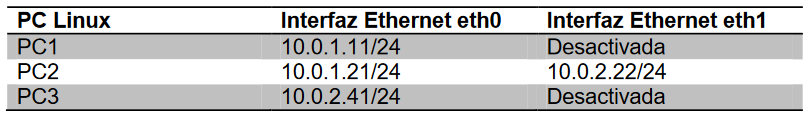 PC Linux Interfaz Ethernet eth0 Interfaz Ethernet eth1
PC1 10.0.1.11/24 Desactivada
PC2 10.0.1.21/24 10.0.2.22/24
PC3 10.0.2.41/24 Desactivada